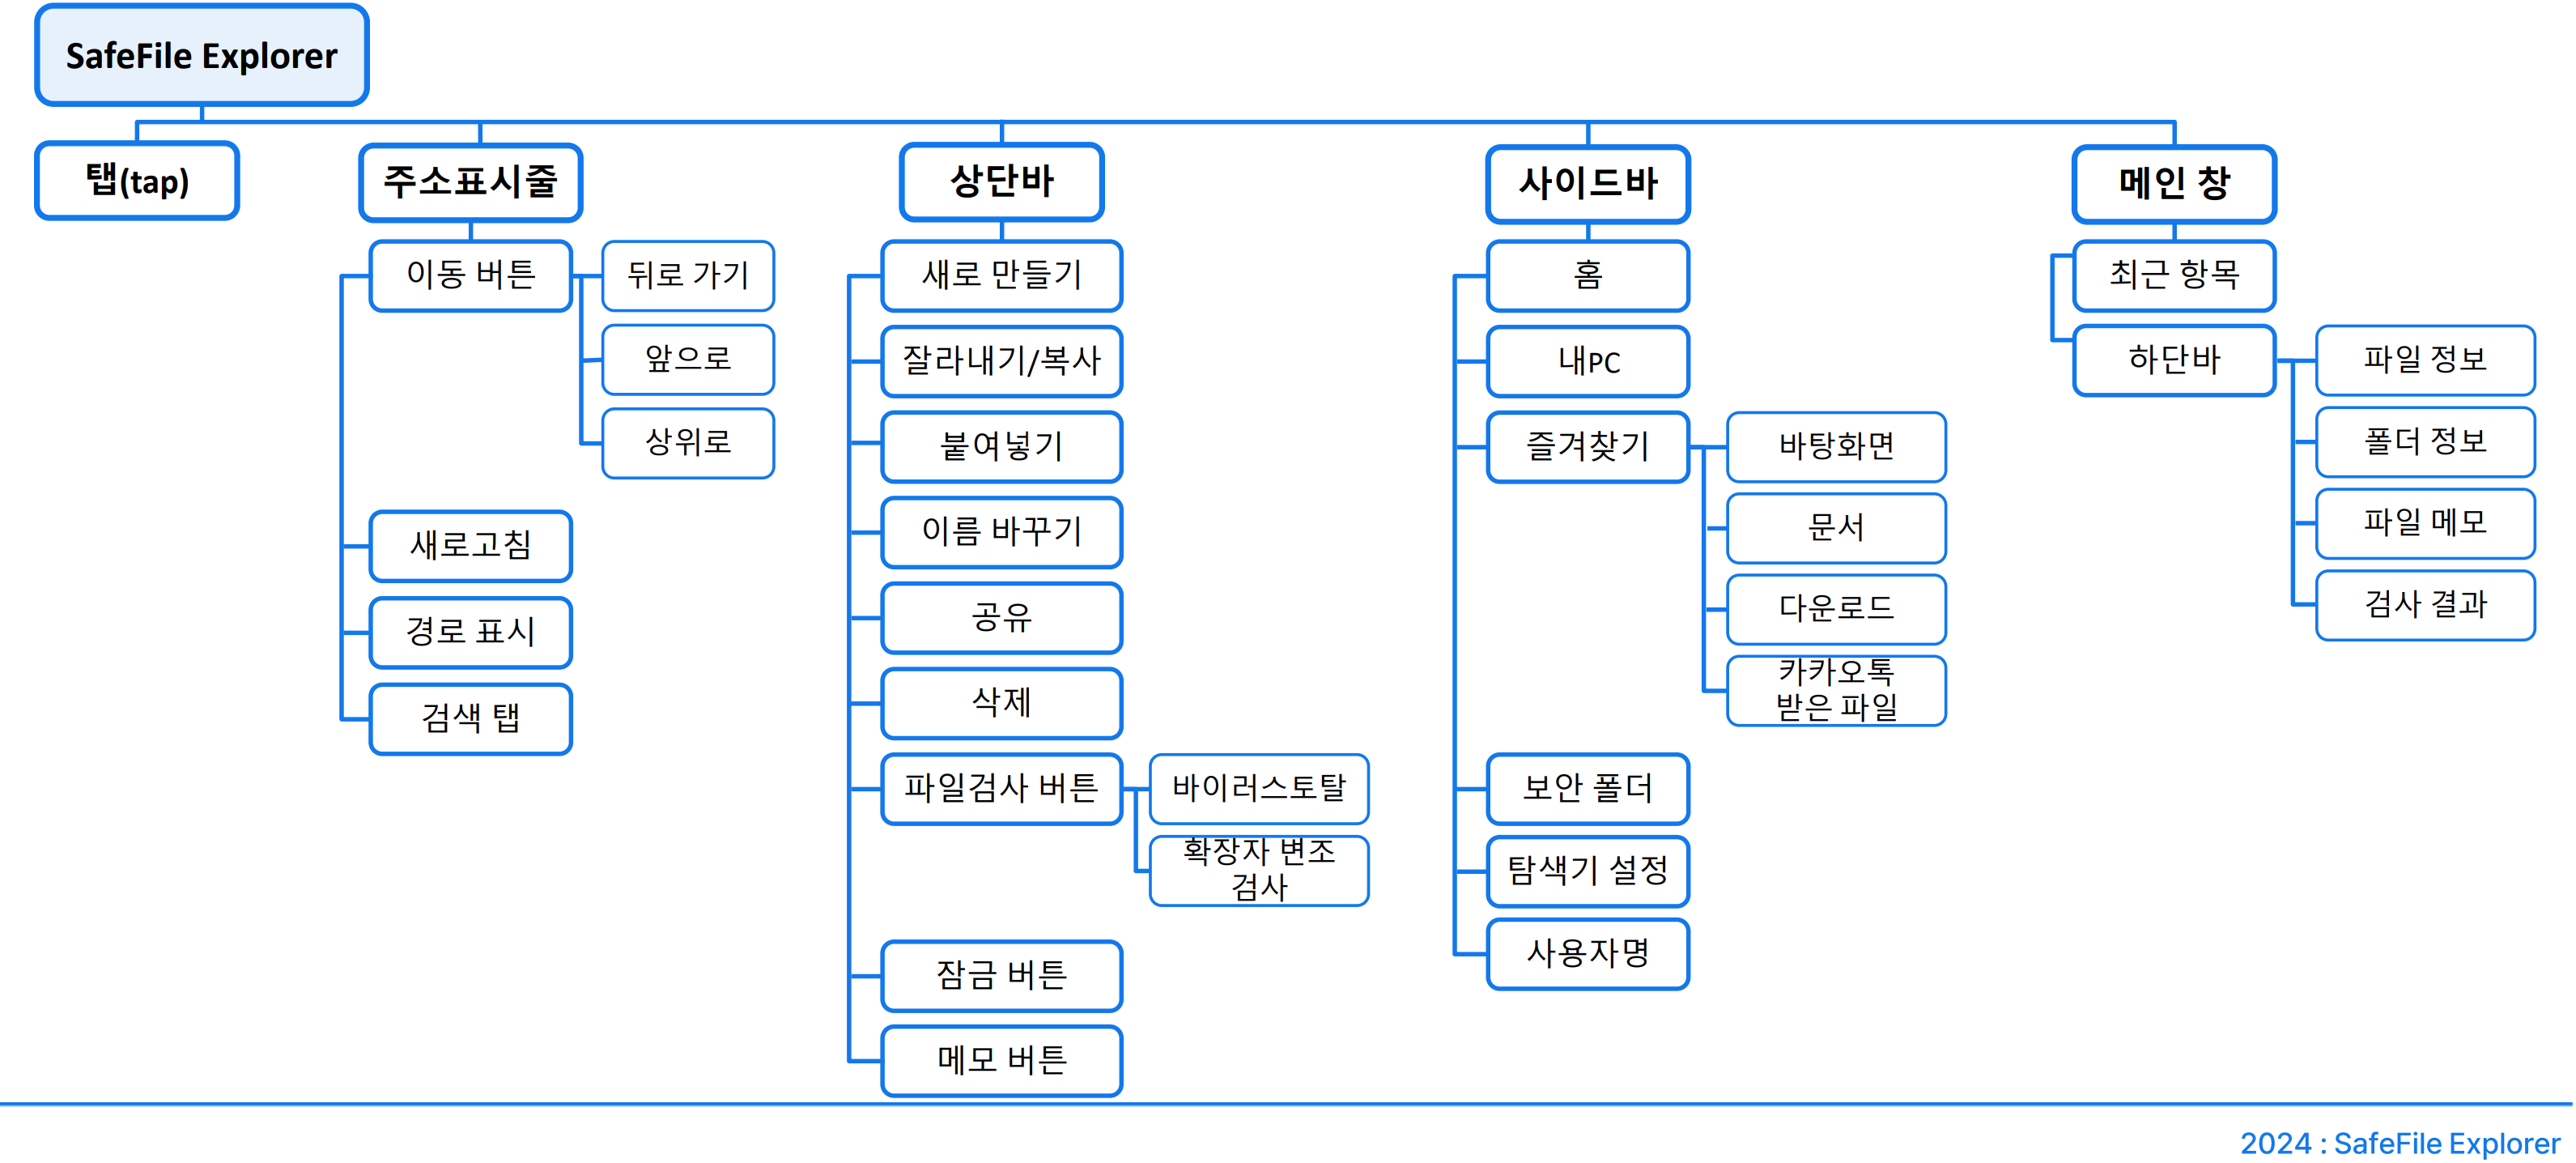 SafeFile Explorer
탭(tap)
주소표시줄
이동 버튼
뒤로 가기
앞으로
상위로
새로고침
경로 표시
검색 탭
상단바
새로 만들기
잘라내기/복사
붙여넣기
이름 바꾸기
공유
삭제
파일검사 버튼
바이러스토탈
확장자 변조
검사
잠금 버튼
메모 버튼
사이드바
홈
내PC
즐겨찾기
바탕화면
문서
다운로드
카카오톡
받은 파일
보안 폴더
탐색기 설정
사용자명
메인 창
최근 항목
하단바
파일 정보
폴더 정보
파일 메모
검사 결과
2024 : SafeFile Explorer